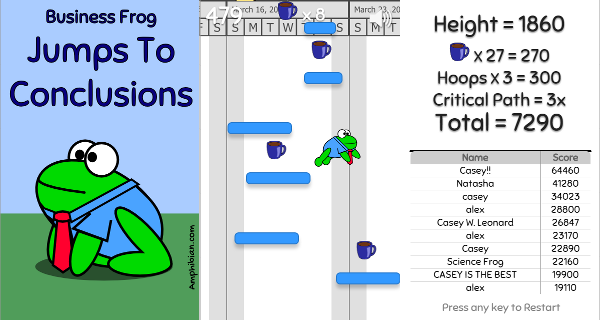 Business Frog
Jumps To
Conclusions
Amphibian.com
479
x 8
March 16, 20
March 23, 20
S S M T W S S M
Height = 1860
x 27 = 270
Hoops x 3 = 300
Critical Path = 3x
Total = 7290
Name Score
Casey!! 64460
Natasha 41280
casey 34023
alex 28800
Casey W. Leonard 26847
alex 23170
Casey 22890
Science Frog 22160
CASEY IS THE BEST 19900
alex 19110
Press any key to Restart